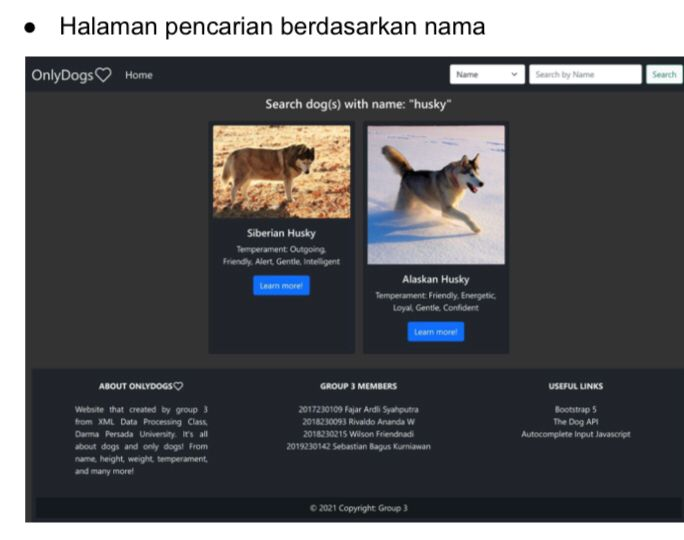 ● Halaman pencarian berdasarkan nama
OnlyDogs♡ Home Name Search by Name Search
Search dog(s) with name: "husky"
Siberian Husky
Temperament: Outgoing,
Friendly, Alert, Gentle, Intelligent
Learn more!
Alaskan Husky
Temperament: Friendly, Energetic,
Loyal, Gentle, Confident
Learn more!
ABOUT ONLYDOGS♡
Website that created by group 3
from XML Data Processing Class,
Darma Persada University. It's all
about dogs and only dogs! From
name, height, weight, temperament,
and many more!
GROUP 3 MEMBERS
2017230109 Fajar Ardli Syahputra
2018230093 Rivaldo Ananda W
2018230215 Wilson Friendnadi
2019230142 Sebastian Bagus Kurniawan
USEFUL LINKS
Bootstrap 5
The Dog API
Autocomplete Input Javascript
© 2021 Copyright: Group 3